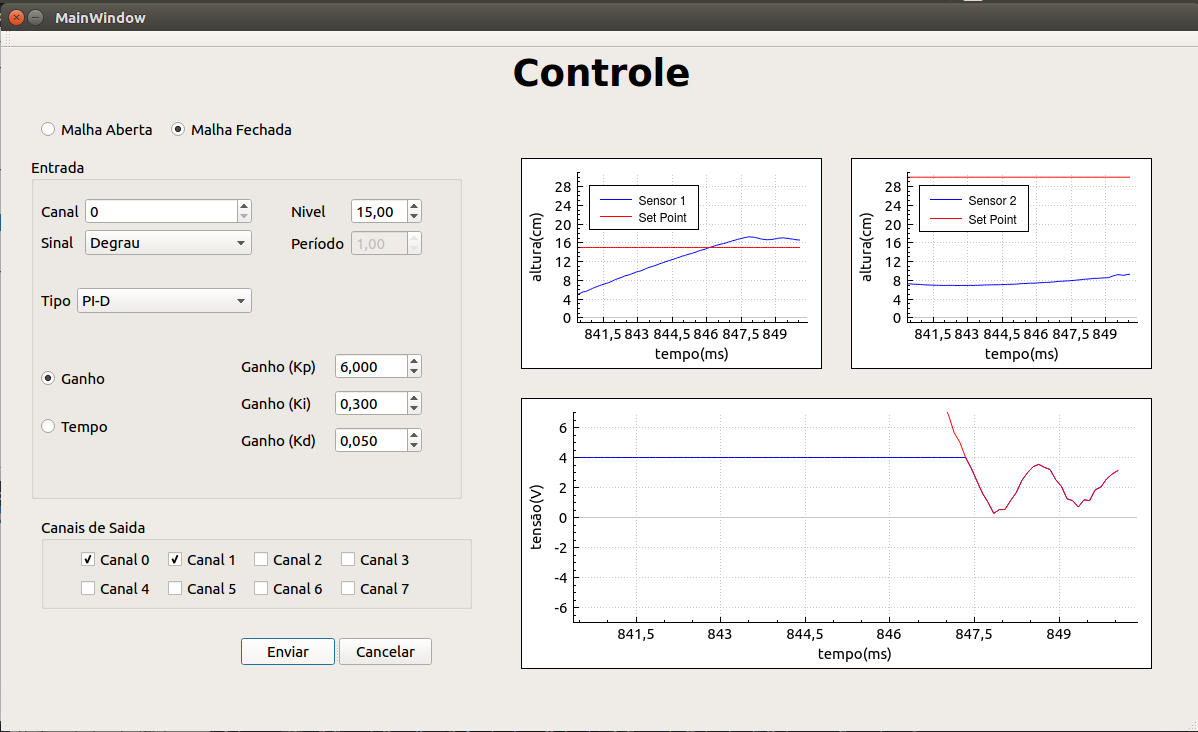 MainWindow
Controle
Malha Aberta Malha Fechada
Entrada
Canal 0 Nivel 15,00
Sinal Degrau Período 1,00
Tipo PI-D
Ganho
Tempo
Ganho (Kp) 6,000
Ganho (Ki) 0,300
Ganho (Kd) 0,050
Canais de Saida
Canal 0 Canal 1 Canal 2 Canal 3
Canal 4 Canal 5 Canal 6 Canal 7
Enviar Cancelar
altura(cm)
28
24
20
16
12
8
4
0
Sensor 1
Set Point
841,5 843 844,5 846 847,5 849
tempo(ms)
altura(cm)
28
24
20
16
12
8
4
0
Sensor 2
Set Point
841,5 843 844,5 846 847,5 849
tempo(ms)
tensão(V)
6
4
2
0
-2
-4
-6
841,5 843 844,5 846 847,5 849
tempo(ms)